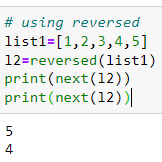 # using reversed
list1=[1,2,3,4,5]
l2=reversed(list1)
print(next(l2))
print(next(l2))
5
4